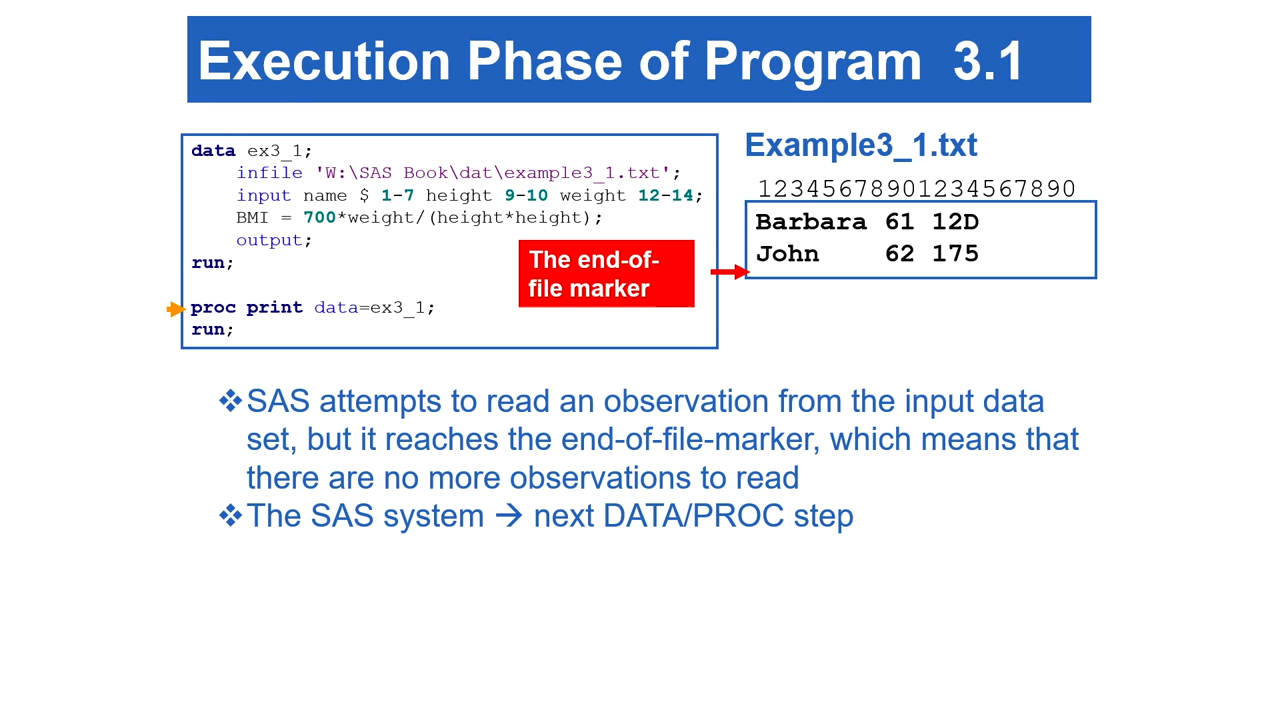 Execution Phase of Program 3.1
data ex3_1;
infile 'W:\SAS Book\dat\example3_1.txt';
input name $ 1-7 height 9-10 weight 12-14;
BMI = 700*weight/(height*height);
output;
run;
proc print data=ex3_1;
run;
The end-of-
file marker
Example3_1.txt
12345678901234567890
Barbara 61 12D
John 62 175
❖SAS attempts to read an observation from the input data
set, but it reaches the end-of-file-marker, which means that
there are no more observations to read
❖The SAS system → next DATA/PROC step